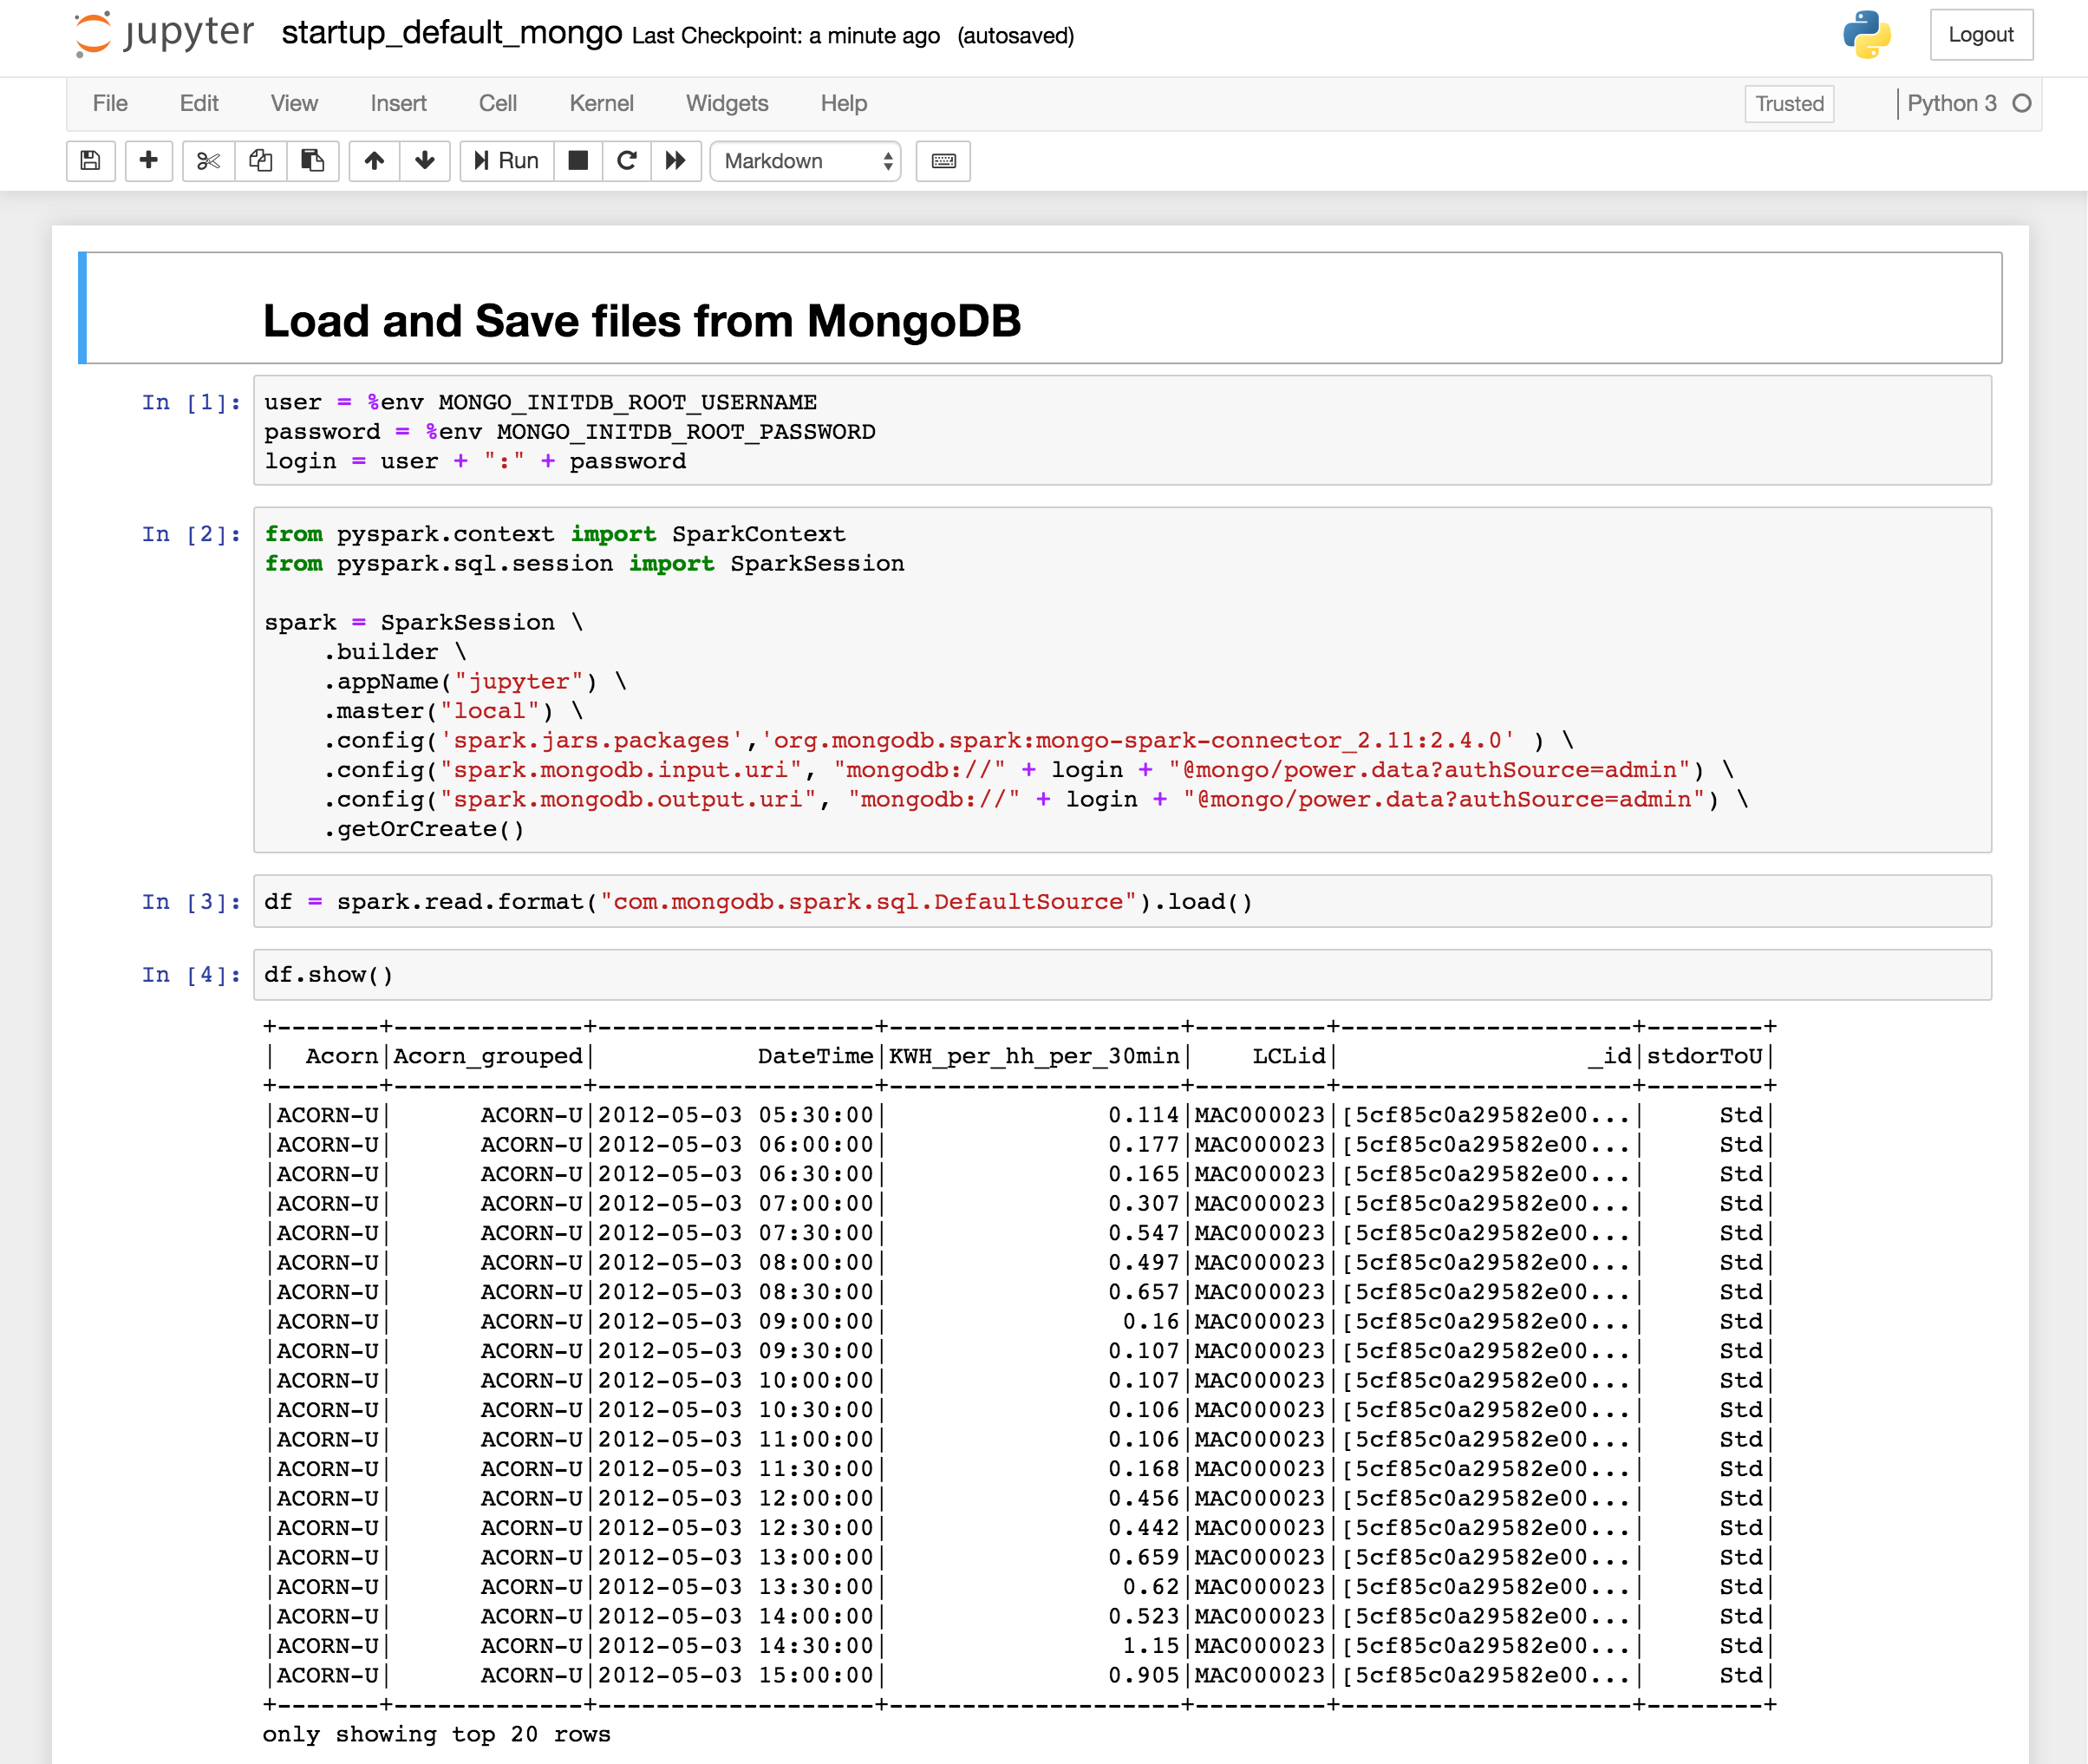 jupyter startup_default_mongo Last Checkpoint: a minute ago (autosaved) Logout
File Edit View Insert Cell Kernel Widgets Help Trusted Python 3
Run Markdown
Load and Save files from MongoDB
In [1]: user = %env MONGO_INITDB_ROOT_USERNAME
password = %env MONGO_INITDB_ROOT_PASSWORD
login = user + ":" + password
In [2]: from pyspark.context import SparkContext
from pyspark.sql.session import SparkSession
spark = SparkSession \
    .builder \
    .appName("jupyter") \
    .master("local") \
    .config('spark.jars.packages','org.mongodb.spark:mongo-spark-connector_2.11:2.4.0' ) \
    .config("spark.mongodb.input.uri", "mongodb://" + login + "@mongo/power.data?authSource=admin") \
    .config("spark.mongodb.output.uri", "mongodb://" + login + "@mongo/power.data?authSource=admin") \
    .getOrCreate()
In [3]: df = spark.read.format("com.mongodb.spark.sql.DefaultSource").load()
In [4]: df.show()
+-------+-------------+-------------------+--------------------+---------+--------------------+--------+
|  Acorn|Acorn_grouped|           DateTime|KWH_per_hh_per_30min|    LCLid|                 _id|stdorToU|
+-------+-------------+-------------------+--------------------+---------+--------------------+--------+
|ACORN-U|      ACORN-U|2012-05-03 05:30:00|               0.114|MAC000023|[5cf85c0a29582e00...|     Std|
|ACORN-U|      ACORN-U|2012-05-03 06:00:00|               0.177|MAC000023|[5cf85c0a29582e00...|     Std|
|ACORN-U|      ACORN-U|2012-05-03 06:30:00|               0.165|MAC000023|[5cf85c0a29582e00...|     Std|
|ACORN-U|      ACORN-U|2012-05-03 07:00:00|               0.307|MAC000023|[5cf85c0a29582e00...|     Std|
|ACORN-U|      ACORN-U|2012-05-03 07:30:00|               0.547|MAC000023|[5cf85c0a29582e00...|     Std|
|ACORN-U|      ACORN-U|2012-05-03 08:00:00|               0.497|MAC000023|[5cf85c0a29582e00...|     Std|
|ACORN-U|      ACORN-U|2012-05-03 08:30:00|               0.657|MAC000023|[5cf85c0a29582e00...|     Std|
|ACORN-U|      ACORN-U|2012-05-03 09:00:00|                0.16|MAC000023|[5cf85c0a29582e00...|     Std|
|ACORN-U|      ACORN-U|2012-05-03 09:30:00|               0.107|MAC000023|[5cf85c0a29582e00...|     Std|
|ACORN-U|      ACORN-U|2012-05-03 10:00:00|               0.107|MAC000023|[5cf85c0a29582e00...|     Std|
|ACORN-U|      ACORN-U|2012-05-03 10:30:00|               0.106|MAC000023|[5cf85c0a29582e00...|     Std|
|ACORN-U|      ACORN-U|2012-05-03 11:00:00|               0.106|MAC000023|[5cf85c0a29582e00...|     Std|
|ACORN-U|      ACORN-U|2012-05-03 11:30:00|               0.168|MAC000023|[5cf85c0a29582e00...|     Std|
|ACORN-U|      ACORN-U|2012-05-03 12:00:00|               0.456|MAC000023|[5cf85c0a29582e00...|     Std|
|ACORN-U|      ACORN-U|2012-05-03 12:30:00|               0.442|MAC000023|[5cf85c0a29582e00...|     Std|
|ACORN-U|      ACORN-U|2012-05-03 13:00:00|               0.659|MAC000023|[5cf85c0a29582e00...|     Std|
|ACORN-U|      ACORN-U|2012-05-03 13:30:00|                0.62|MAC000023|[5cf85c0a29582e00...|     Std|
|ACORN-U|      ACORN-U|2012-05-03 14:00:00|               0.523|MAC000023|[5cf85c0a29582e00...|     Std|
|ACORN-U|      ACORN-U|2012-05-03 14:30:00|                1.15|MAC000023|[5cf85c0a29582e00...|     Std|
|ACORN-U|      ACORN-U|2012-05-03 15:00:00|               0.905|MAC000023|[5cf85c0a29582e00...|     Std|
+-------+-------------+-------------------+--------------------+---------+--------------------+--------+
only showing top 20 rows